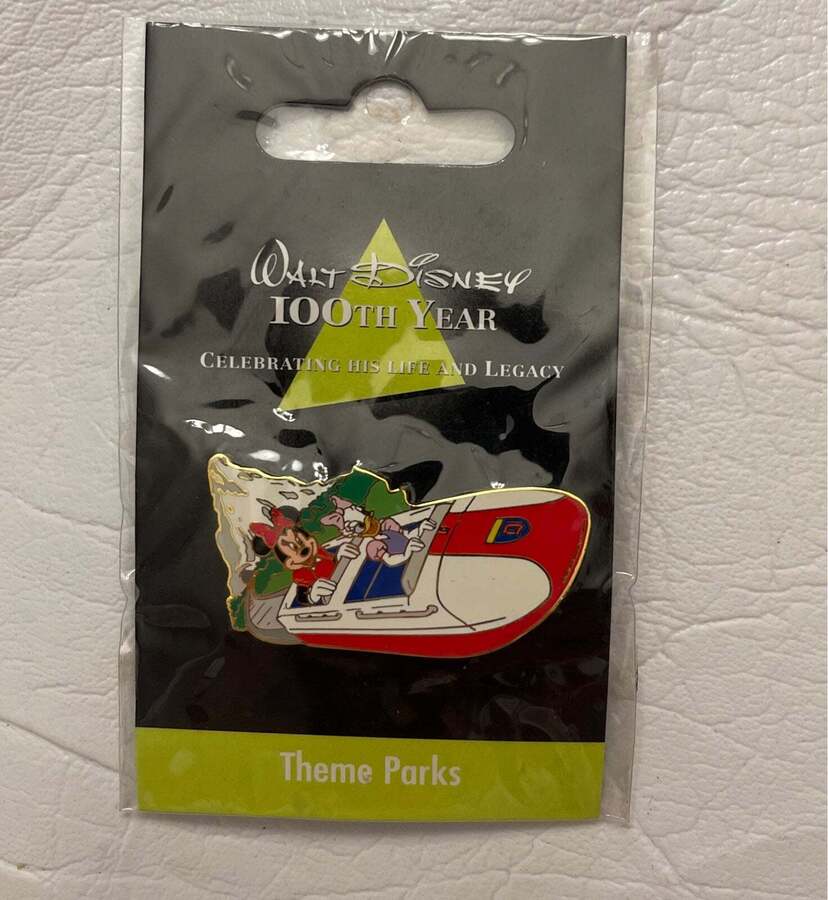 WALT DISNEY
100TH YEAR
CELEBRATING HIS LIFE AND LEGACY
D
Theme Parks